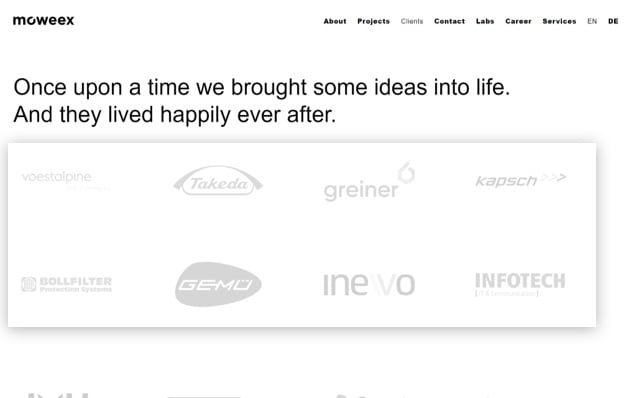 moweex
About Projects Clients Contact Labs Career Services EN DE
Once upon a time we brought some ideas into life.
And they lived happily ever after.
voestalpine
Takeda
greiner
kapsch >>>
BOLLFILTER
Protection Systems
GEMÜ
inewo
INFOTECH
[IT & Communication]